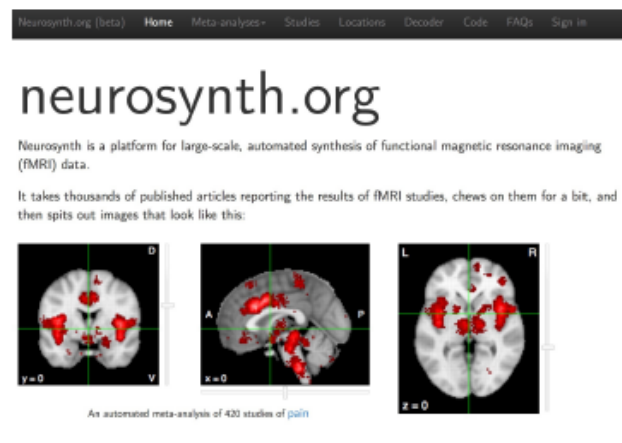 Neurosynth.org (beta) Home Meta-analyses Studies Locations Decoder Code FAQs Sign in
neurosynth.org
Neurosynth is a platform for large-scale, automated synthesis of functional magnetic resonance imaging
(fMRI) data.
It takes thousands of published articles reporting the results of fMRI studies, chews on them for a bit, and
then spits out images that look like this:
D
L R
A P
y = 0 V
x = 0
z = 0
An automated meta-analysis of 420 studies of pain